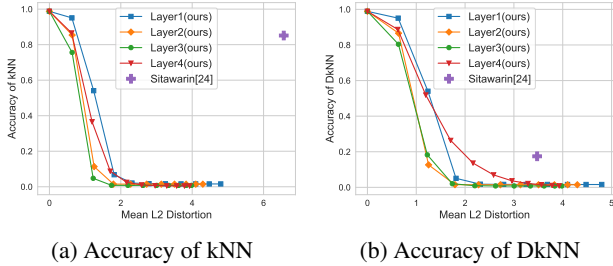 1.0
0.8
0.6
0.4
0.2
0.0
Accuracy of kNN
Layer1(ours)
Layer2(ours)
Layer3(ours)
Layer4(ours)
Sitawarin[24]
0 2 4 6
Mean L2 Distortion
(a) Accuracy of kNN
1.0
0.8
0.6
0.4
0.2
0.0
Accuracy of DkNN
Layer1(ours)
Layer2(ours)
Layer3(ours)
Layer4(ours)
Sitawarin[24]
0 1 2 3 4 5
Mean L2 Distortion
(b) Accuracy of DkNN